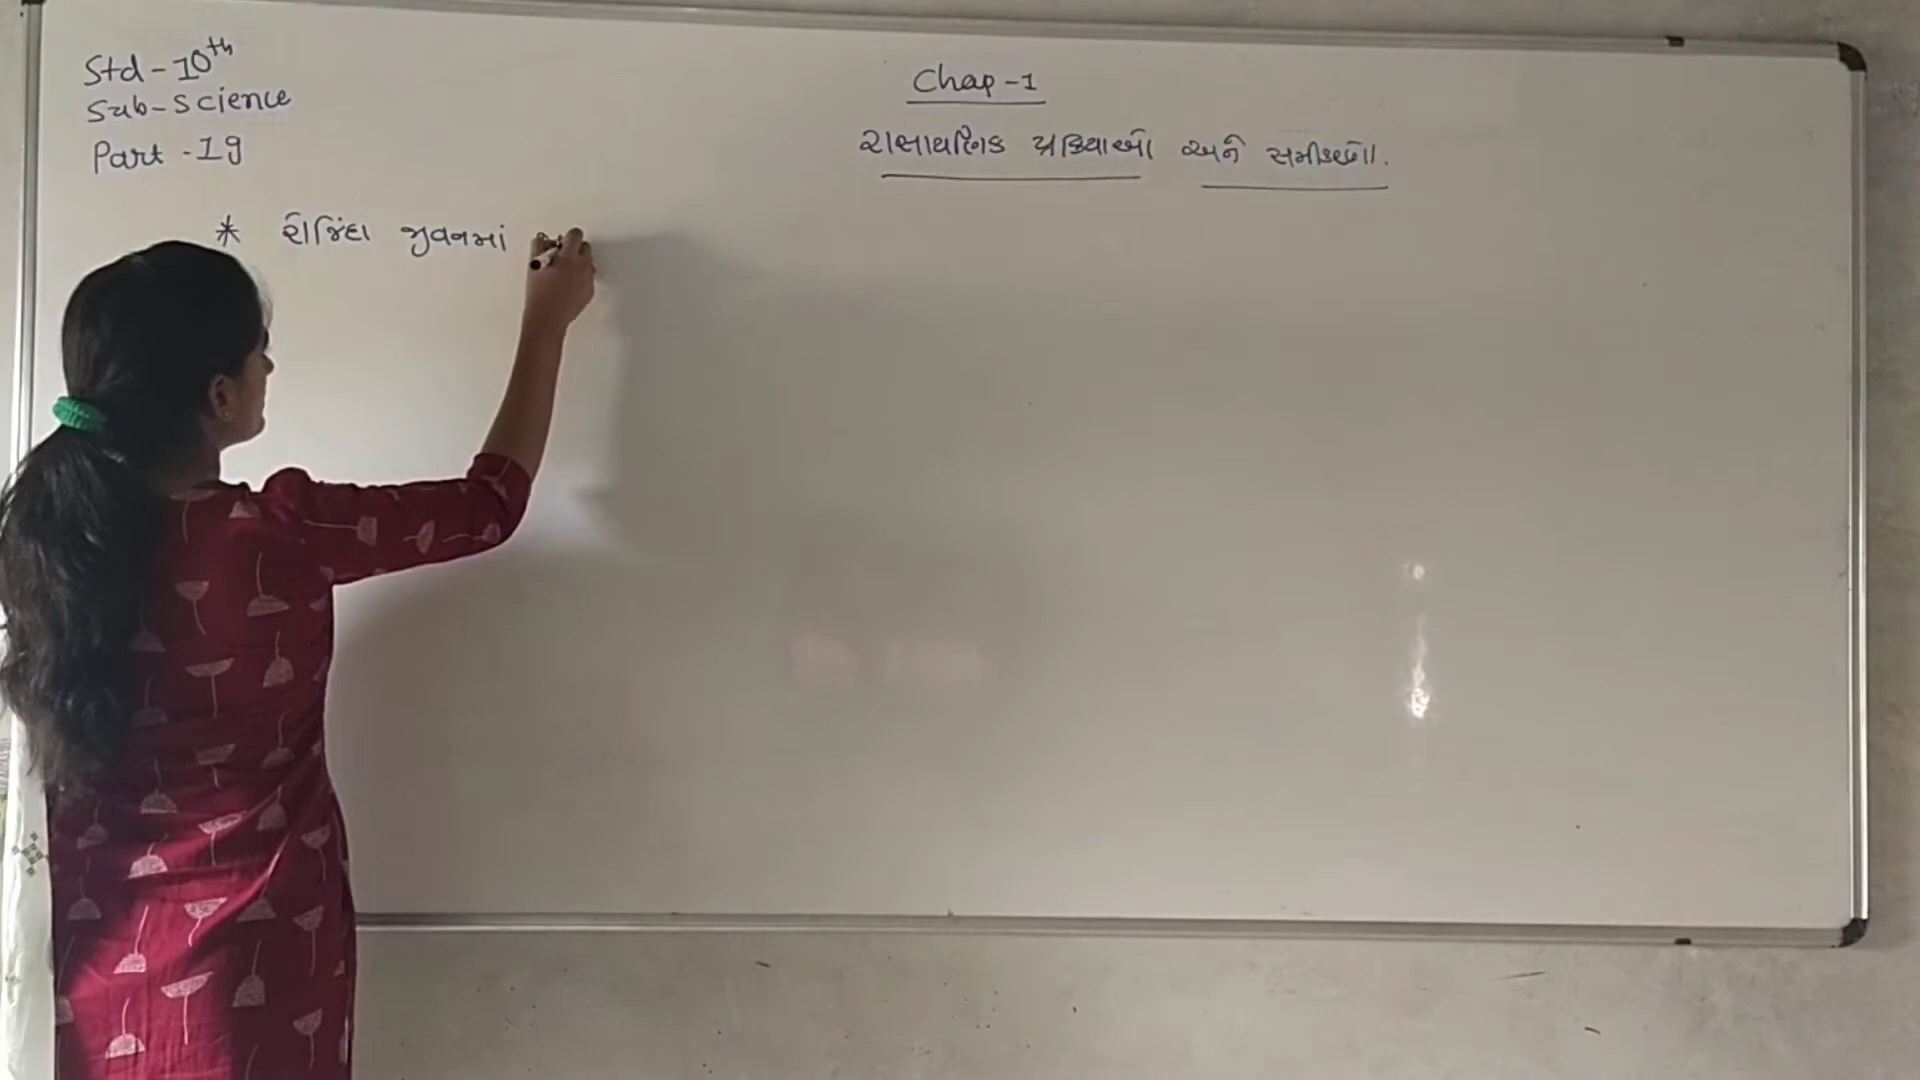 Std-10th
Sub-Science
Part-19
Chap-1
રાસાયણિક પ્રક્રિયાઓ અને સમીકરણો.
* રોજિંદા જીવનમાં